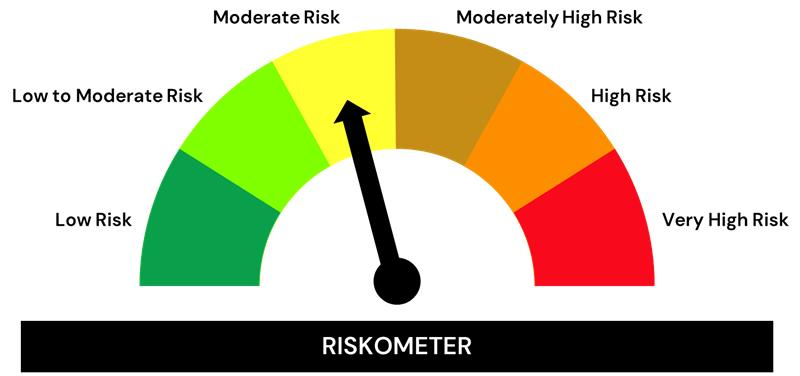 Moderate Risk
Moderately High Risk
Low to Moderate Risk
High Risk
Low Risk
Very High Risk
RISKOMETER